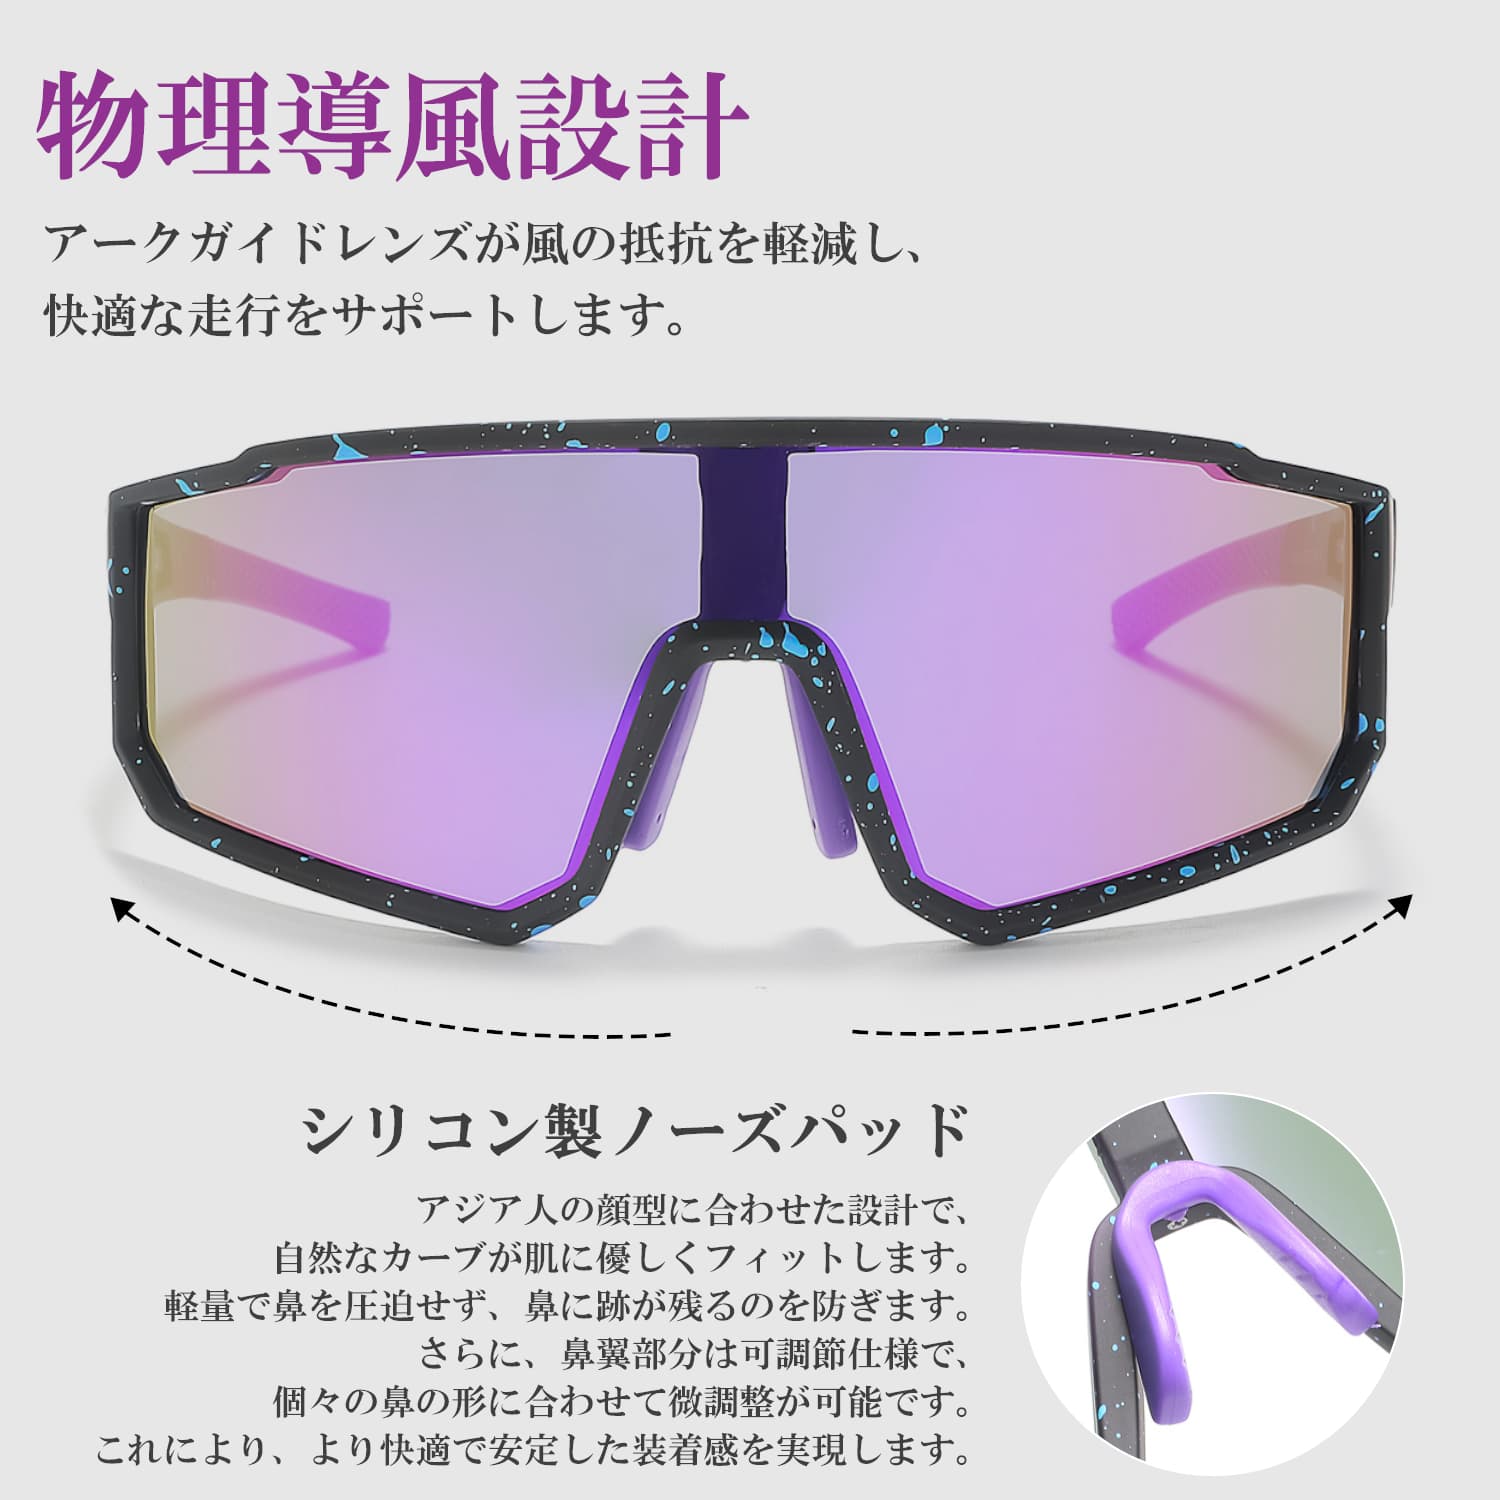 物理導風設計
アークガイドレンズが風の抵抗を軽減し、
快適な走行をサポートします。
シリコン製ノーズパッド
アジア人の顔型に合わせた設計で、
自然なカーブが肌に優しくフィットします。
軽量で鼻を圧迫せず、鼻に跡が残るのを防ぎます。
さらに、鼻翼部分は可調節仕様で、
個々の鼻の形に合わせて微調整が可能です。
これにより、より快適で安定した装着感を実現します。